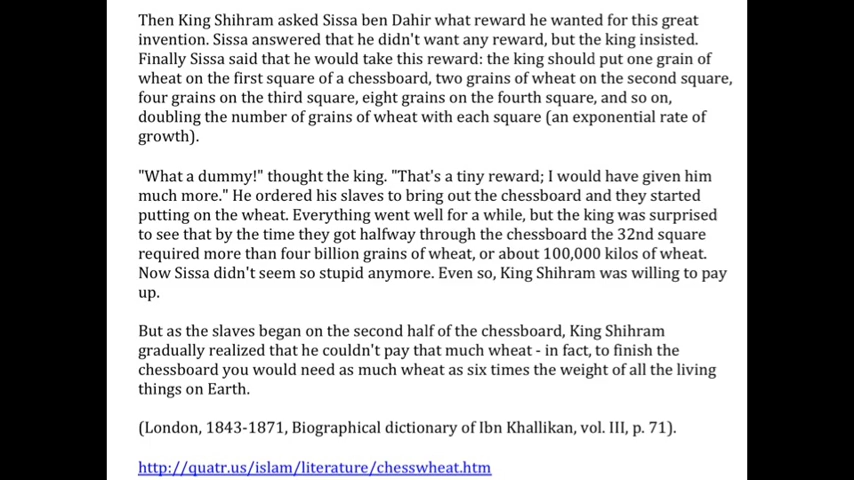 Then King Shihram asked Sissa ben Dahir what reward he wanted for this great
invention. Sissa answered that he didn't want any reward, but the king insisted.
Finally Sissa said that he would take this reward: the king should put one grain of
wheat on the first square of a chessboard, two grains of wheat on the second square,
four grains on the third square, eight grains on the fourth square, and so on,
doubling the number of grains of wheat with each square (an exponential rate of
growth).
"What a dummy!" thought the king. "That's a tiny reward; I would have given him
much more." He ordered his slaves to bring out the chessboard and they started
putting on the wheat. Everything went well for a while, but the king was surprised
to see that by the time they got halfway through the chessboard the 32nd square
required more than four billion grains of wheat, or about 100,000 kilos of wheat.
Now Sissa didn't seem so stupid anymore. Even so, King Shihram was willing to pay
up.
But as the slaves began on the second half of the chessboard, King Shihram
gradually realized that he couldn't pay that much wheat - in fact, to finish the
chessboard you would need as much wheat as six times the weight of all the living
things on Earth.
(London, 1843-1871, Biographical dictionary of Ibn Khallikan, vol. III, p. 71).
http://quatr.us/islam/literature/chesswheat.htm